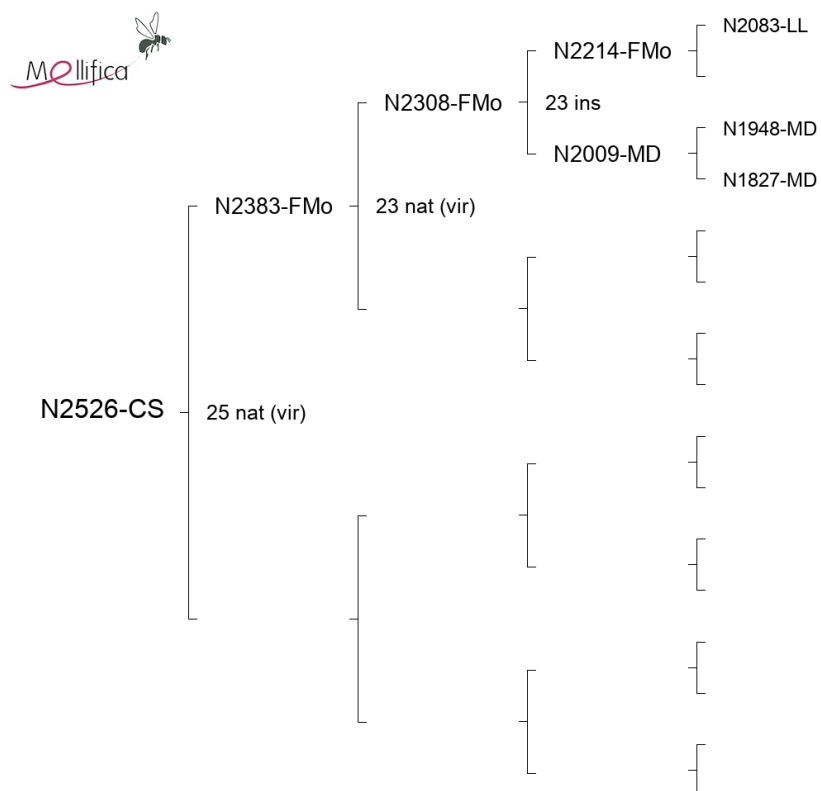 Mellifica
N2083-LL
N2214-FMo
N2308-FMo
23 ins
N1948-MD
N2009-MD
N1827-MD
N2383-FMo
23 nat (vir)
N2526-CS
25 nat (vir)